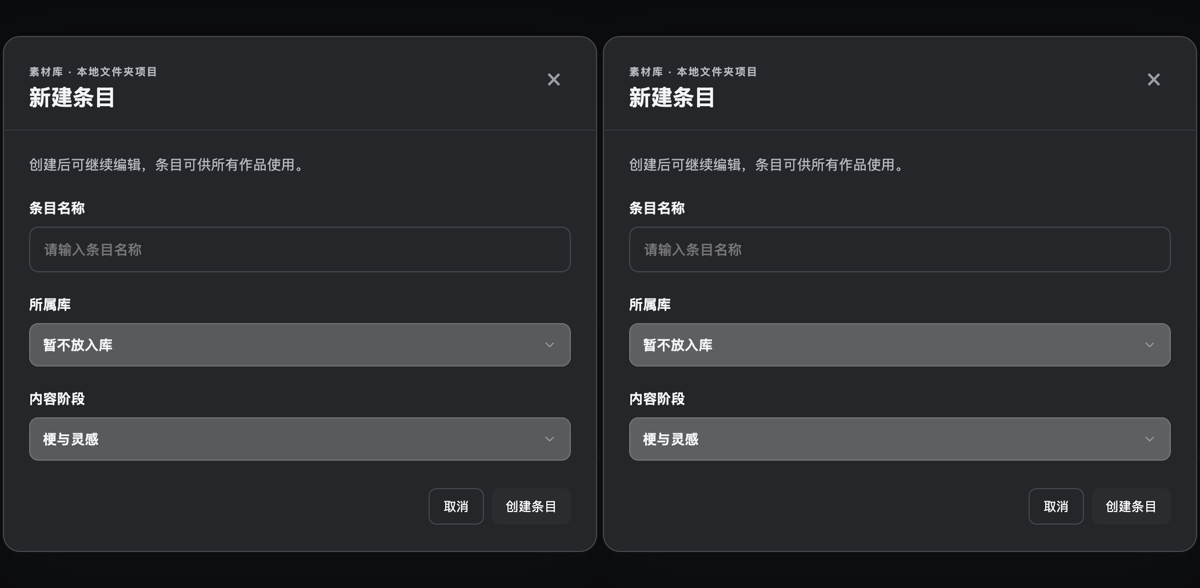 素材库 · 本地文件夹项目
新建条目
创建后可继续编辑，条目可供所有作品使用。
条目名称
请输入条目名称
所属库
暂不放入库
内容阶段
梗与灵感
取消 创建条目
素材库 · 本地文件夹项目
新建条目
创建后可继续编辑，条目可供所有作品使用。
条目名称
请输入条目名称
所属库
暂不放入库
内容阶段
梗与灵感
取消 创建条目